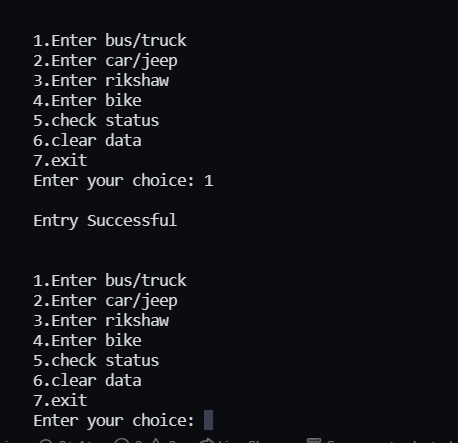 1.Enter bus/truck
2.Enter car/jeep
3.Enter rikshaw
4.Enter bike
5.check status
6.clear data
7.exit
Enter your choice: 1
Entry Successful
1.Enter bus/truck
2.Enter car/jeep
3.Enter rikshaw
4.Enter bike
5.check status
6.clear data
7.exit
Enter your choice: